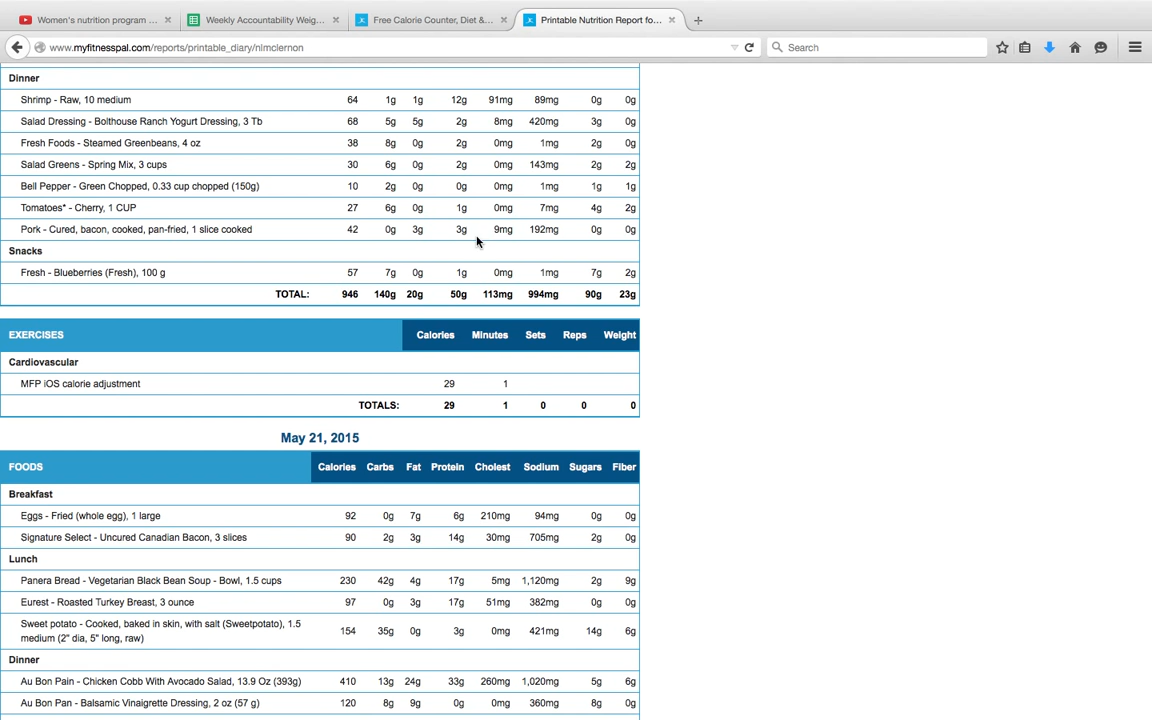 Women's nutrition program ...
Weekly Accountability Weig...
Free Calorie Counter, Diet &...
Printable Nutrition Report fo...
www.myfitnesspal.com/reports/printable_diary/nlmclernon
Search
Dinner
Shrimp - Raw, 10 medium 64 1g 1g 12g 91mg 89mg 0g 0g
Salad Dressing - Bolthouse Ranch Yogurt Dressing, 3 Tb 68 5g 5g 2g 8mg 420mg 3g 0g
Fresh Foods - Steamed Greenbeans, 4 oz 38 8g 0g 2g 0mg 1mg 2g 0g
Salad Greens - Spring Mix, 3 cups 30 6g 0g 2g 0mg 143mg 2g 2g
Bell Pepper - Green Chopped, 0.33 cup chopped (150g) 10 2g 0g 0g 0mg 1mg 1g 1g
Tomatoes* - Cherry, 1 CUP 27 6g 0g 1g 0mg 7mg 4g 2g
Pork - Cured, bacon, cooked, pan-fried, 1 slice cooked 42 0g 3g 3g 9mg 192mg 0g 0g
Snacks
Fresh - Blueberries (Fresh), 100 g 57 7g 0g 1g 0mg 1mg 7g 2g
TOTAL: 946 140g 20g 50g 113mg 994mg 90g 23g
EXERCISES Calories Minutes Sets Reps Weight
Cardiovascular
MFP iOS calorie adjustment 29 1
TOTALS: 29 1 0 0 0
May 21, 2015
FOODS Calories Carbs Fat Protein Cholest Sodium Sugars Fiber
Breakfast
Eggs - Fried (whole egg), 1 large 92 0g 7g 6g 210mg 94mg 0g 0g
Signature Select - Uncured Canadian Bacon, 3 slices 90 2g 3g 14g 30mg 705mg 2g 0g
Lunch
Panera Bread - Vegetarian Black Bean Soup - Bowl, 1.5 cups 230 42g 4g 17g 5mg 1,120mg 2g 9g
Eurest - Roasted Turkey Breast, 3 ounce 97 0g 3g 17g 51mg 382mg 0g 0g
Sweet potato - Cooked, baked in skin, with salt (Sweetpotato), 1.5
medium (2" dia, 5" long, raw) 154 35g 0g 3g 0mg 421mg 14g 6g
Dinner
Au Bon Pain - Chicken Cobb With Avocado Salad, 13.9 Oz (393g) 410 13g 24g 33g 260mg 1,020mg 5g 6g
Au Bon Pan - Balsamic Vinaigrette Dressing, 2 oz (57 g) 120 8g 9g 0g 0mg 360mg 8g 0g